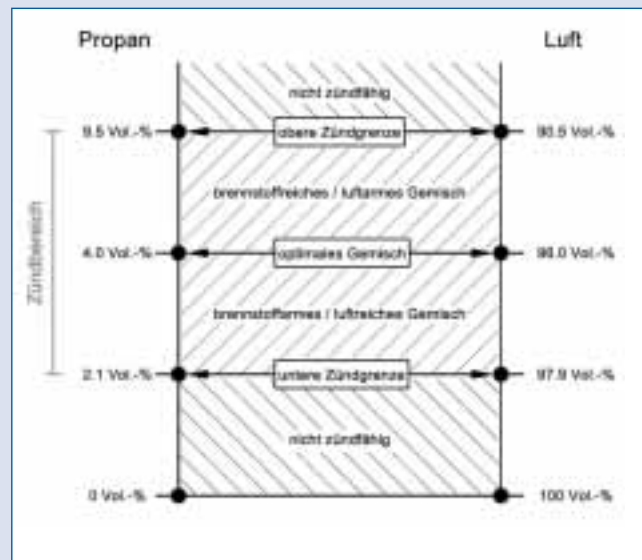 Propan
Luft
nicht zündfähig
9.5 Vol.-%
obere Zündgrenze
90.5 Vol.-%
brennstoffreiches / luftarmes Gemisch
Zündbereich
4.0 Vol.-%
optimales Gemisch
96.0 Vol.-%
brennstoffarmes / luftreiches Gemisch
2.1 Vol.-%
untere Zündgrenze
97.9 Vol.-%
nicht zündfähig
0 Vol.-%
100 Vol.-%